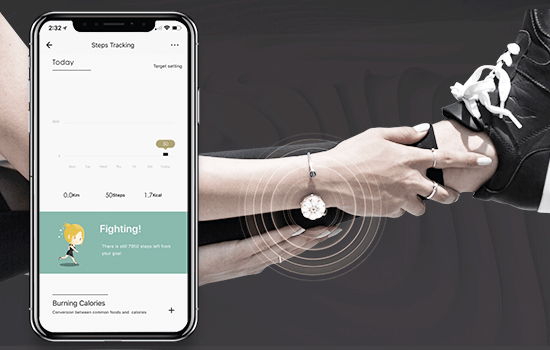 2:32
Steps Tracking
Today
Target setting
50
0.0Km 50Steps 1.7Kcal
Fighting!
There is still 7950 steps left from
your goal
Burning Calories
Conversion between common foods and calories